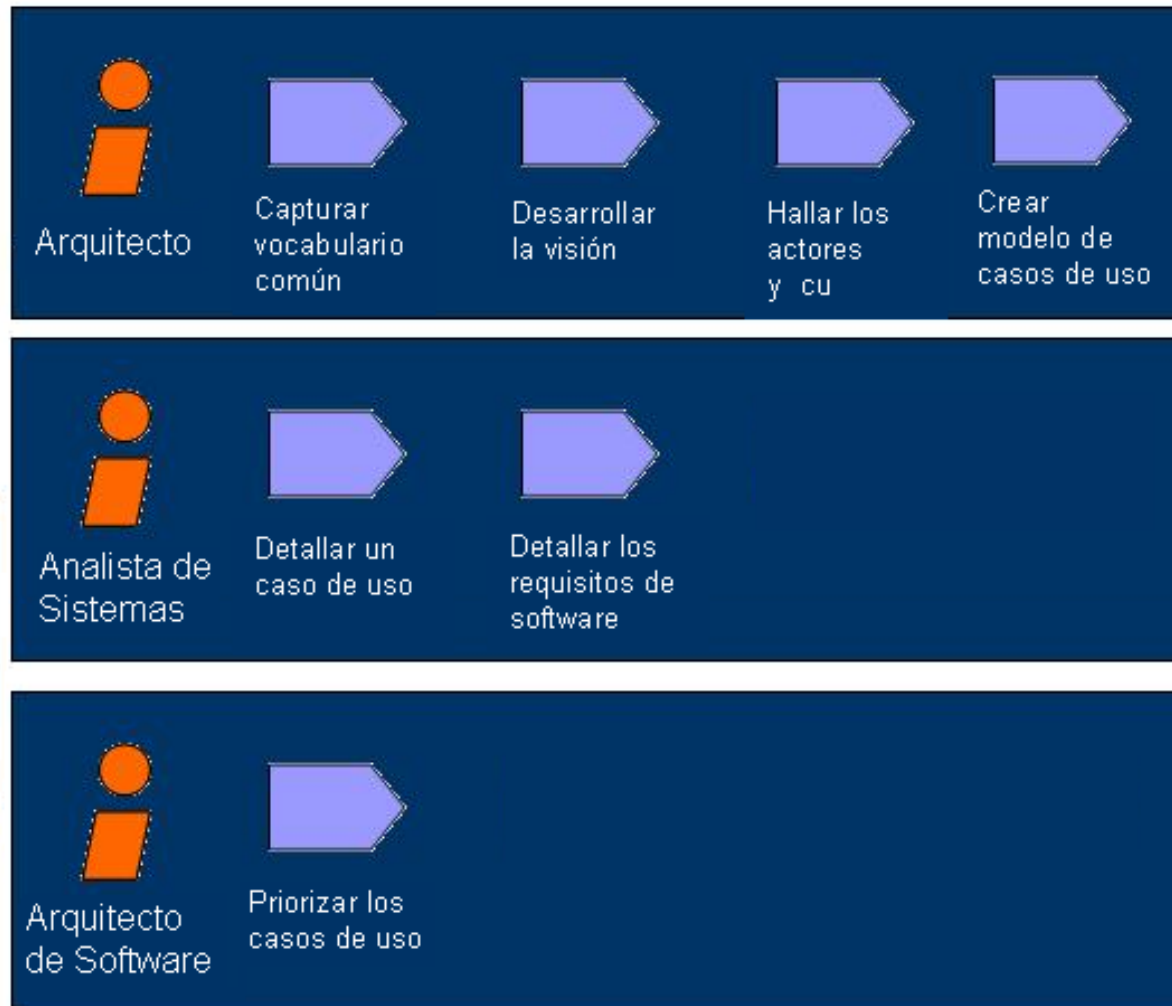 Arquitecto
Capturar
vocabulario
común
Desarrollar
la visión
Hallar los
actores
y cu
Crear
modelo de
casos de uso
Analista de
Sistemas
Detallar un
caso de uso
Detallar los
requisitos de
software
Arquitecto
de Software
Priorizar los
casos de uso